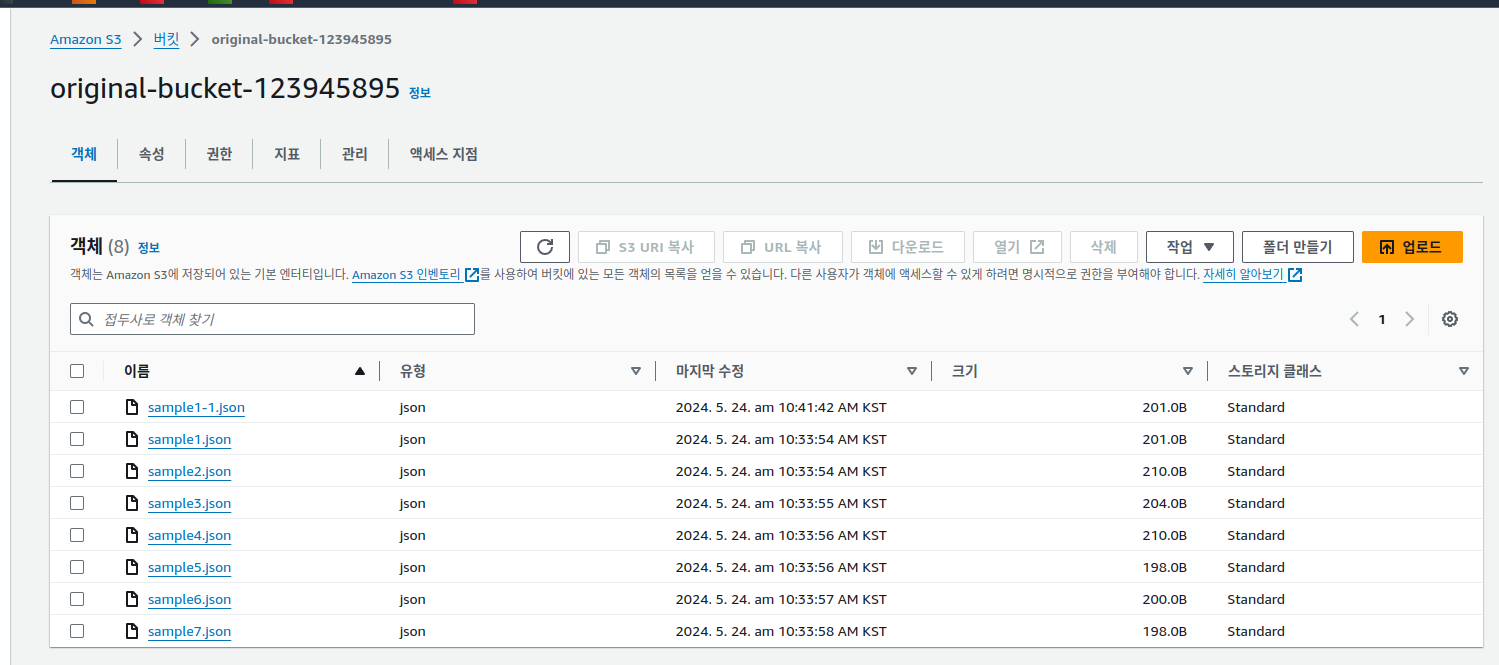 Amazon S3 > 버킷 > original-bucket-123945895
original-bucket-123945895 정보
객체 속성 권한 지표 관리 액세스 지점
객체 (8) 정보 S3 URI 복사 URL 복사 다운로드 열기 삭제 작업 폴더 만들기 업로드
객체는 Amazon S3에 저장되어 있는 기본 엔터티입니다. Amazon S3 인벤토리를 사용하여 버킷에 있는 모든 객체의 목록을 얻을 수 있습니다. 다른 사용자가 객체에 액세스할 수 있게 하려면 명시적으로 권한을 부여해야 합니다. 자세히 알아보기
접두사로 객체 찾기 1
이름 유형 마지막 수정 크기 스토리지 클래스
sample1-1.json json 2024. 5. 24. am 10:41:42 AM KST 201.0B Standard
sample1.json json 2024. 5. 24. am 10:33:54 AM KST 201.0B Standard
sample2.json json 2024. 5. 24. am 10:33:54 AM KST 210.0B Standard
sample3.json json 2024. 5. 24. am 10:33:55 AM KST 204.0B Standard
sample4.json json 2024. 5. 24. am 10:33:56 AM KST 210.0B Standard
sample5.json json 2024. 5. 24. am 10:33:56 AM KST 198.0B Standard
sample6.json json 2024. 5. 24. am 10:33:57 AM KST 200.0B Standard
sample7.json json 2024. 5. 24. am 10:33:58 AM KST 198.0B Standard